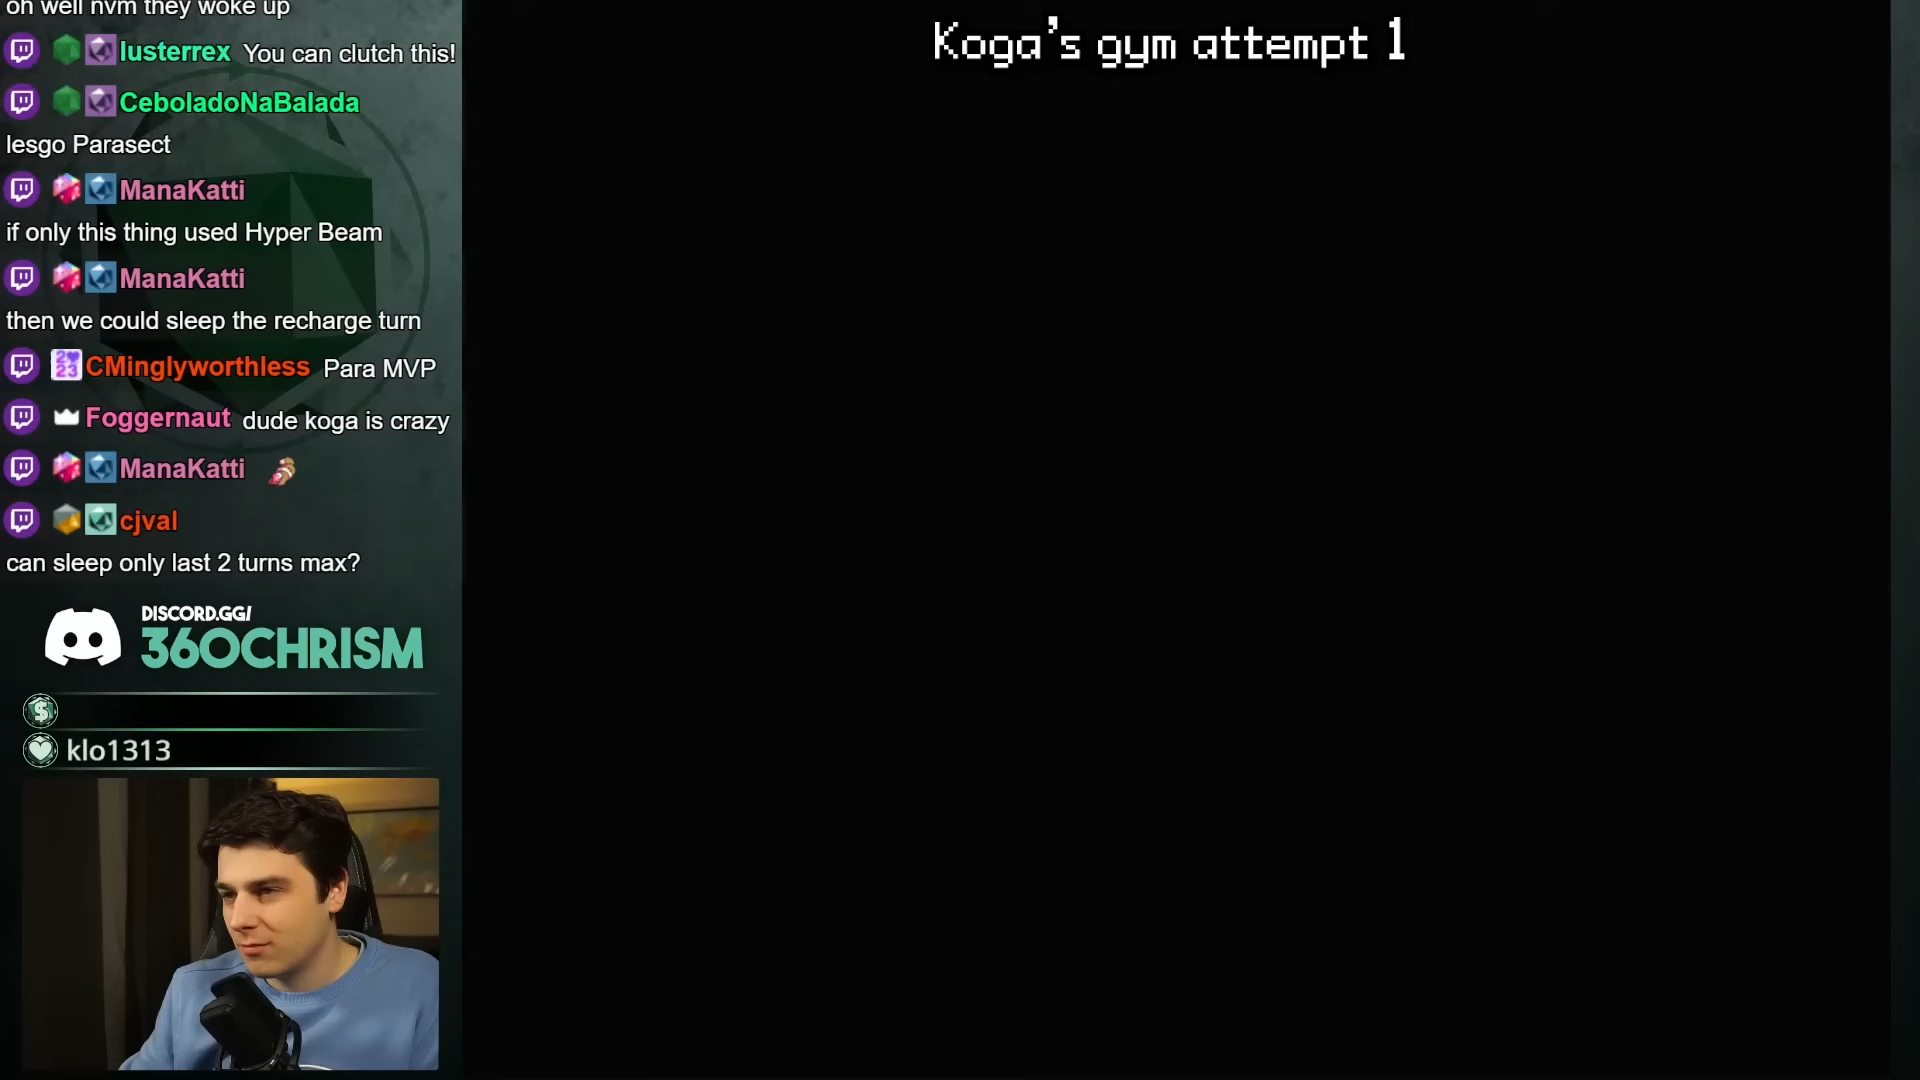 oh well nvm they woke up
lusterrex You can clutch this!
CeboladoNaBalada
lesgo Parasect
ManaKatti
if only this thing used Hyper Beam
ManaKatti
then we could sleep the recharge turn
CMinglyworthless Para MVP
Foggernaut dude koga is crazy
ManaKatti
cjval
can sleep only last 2 turns max?
DISCORD.GG/
360CHRISM
klo1313
Koga's gym attempt 1